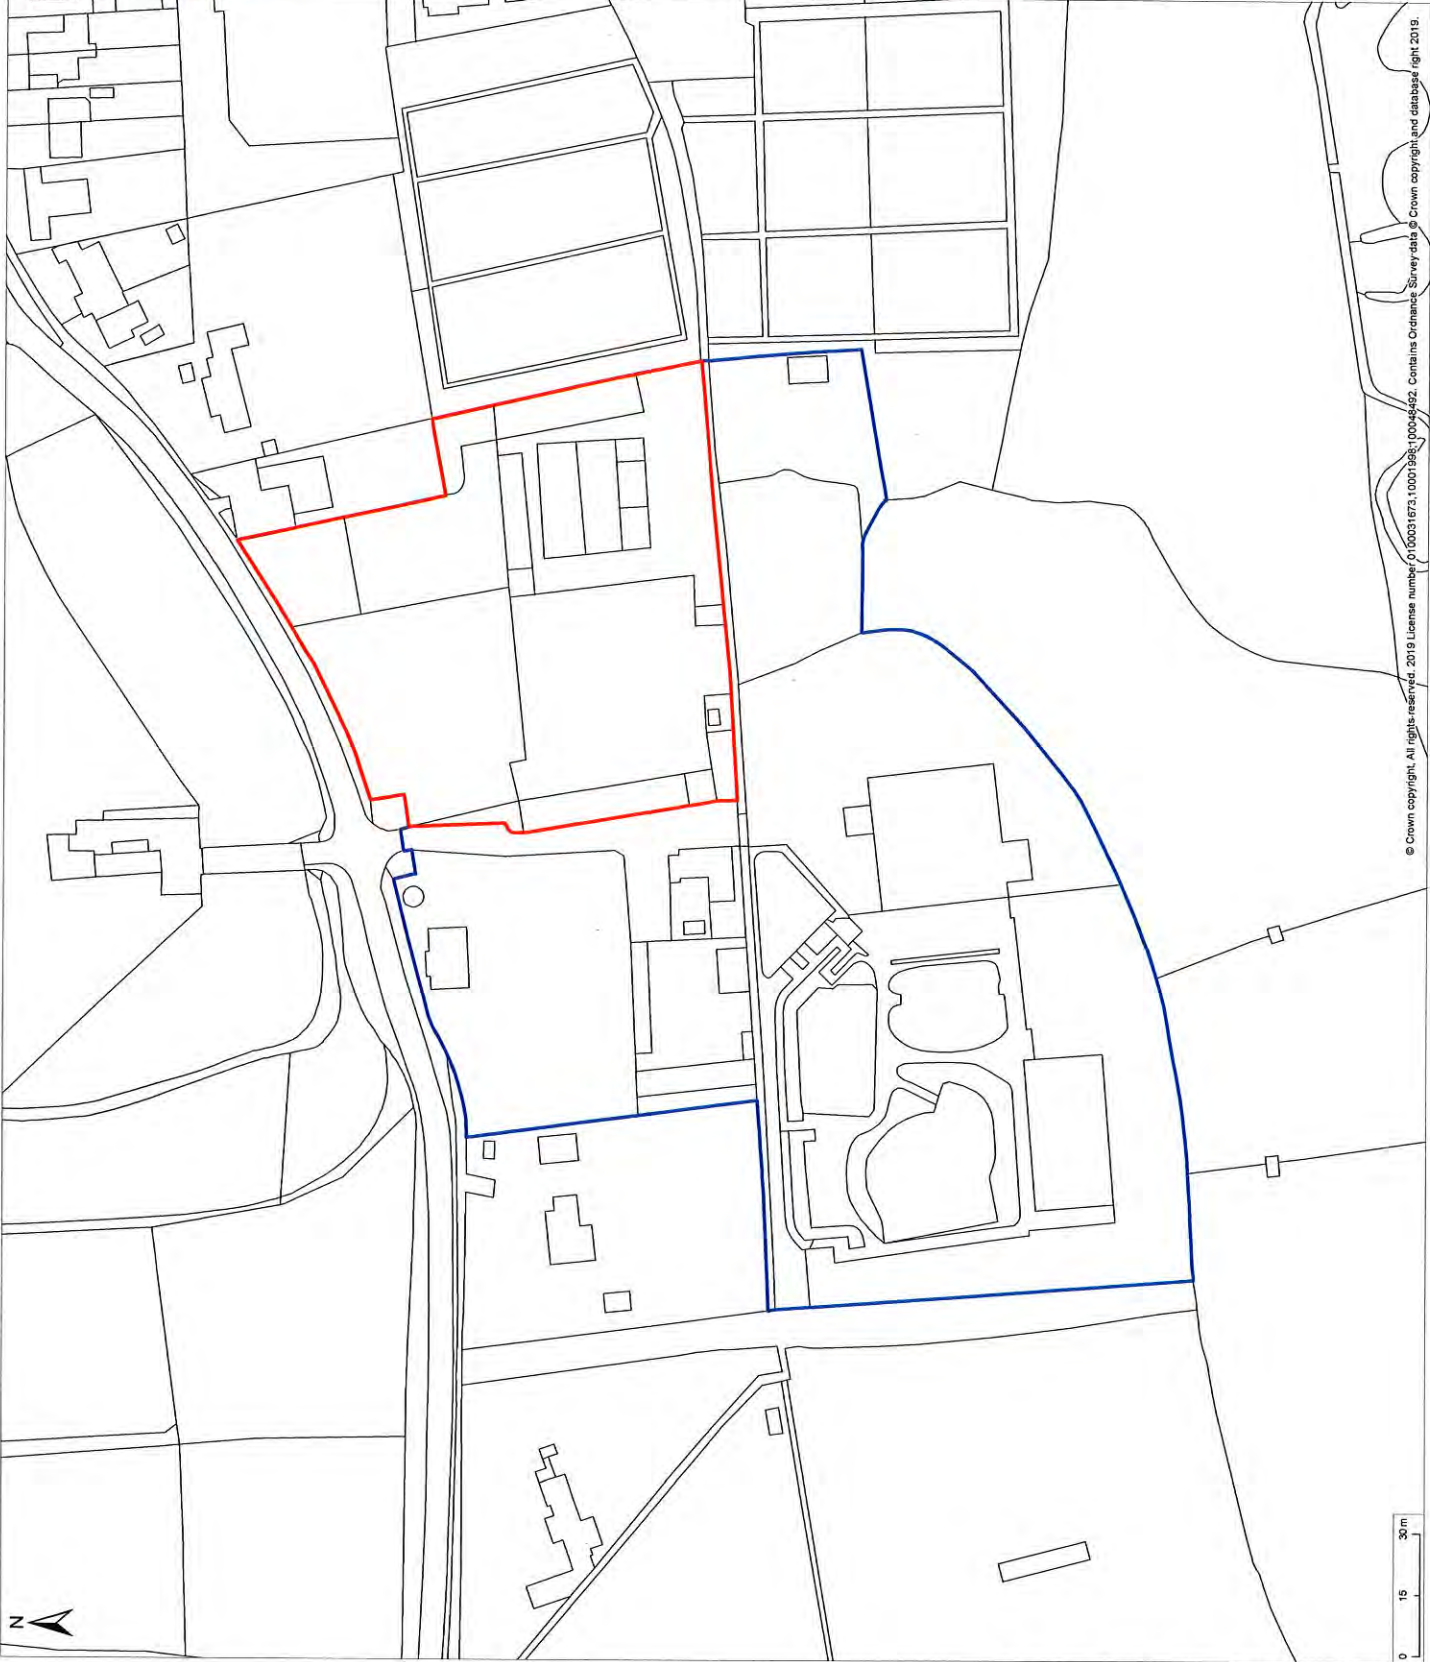 N
© Crown copyright, All rights reserved. 2019 License number 0100031673,10001998,100048492. Contains Ordnance Survey data © Crown copyright and database right 2019.
0 15 30 m